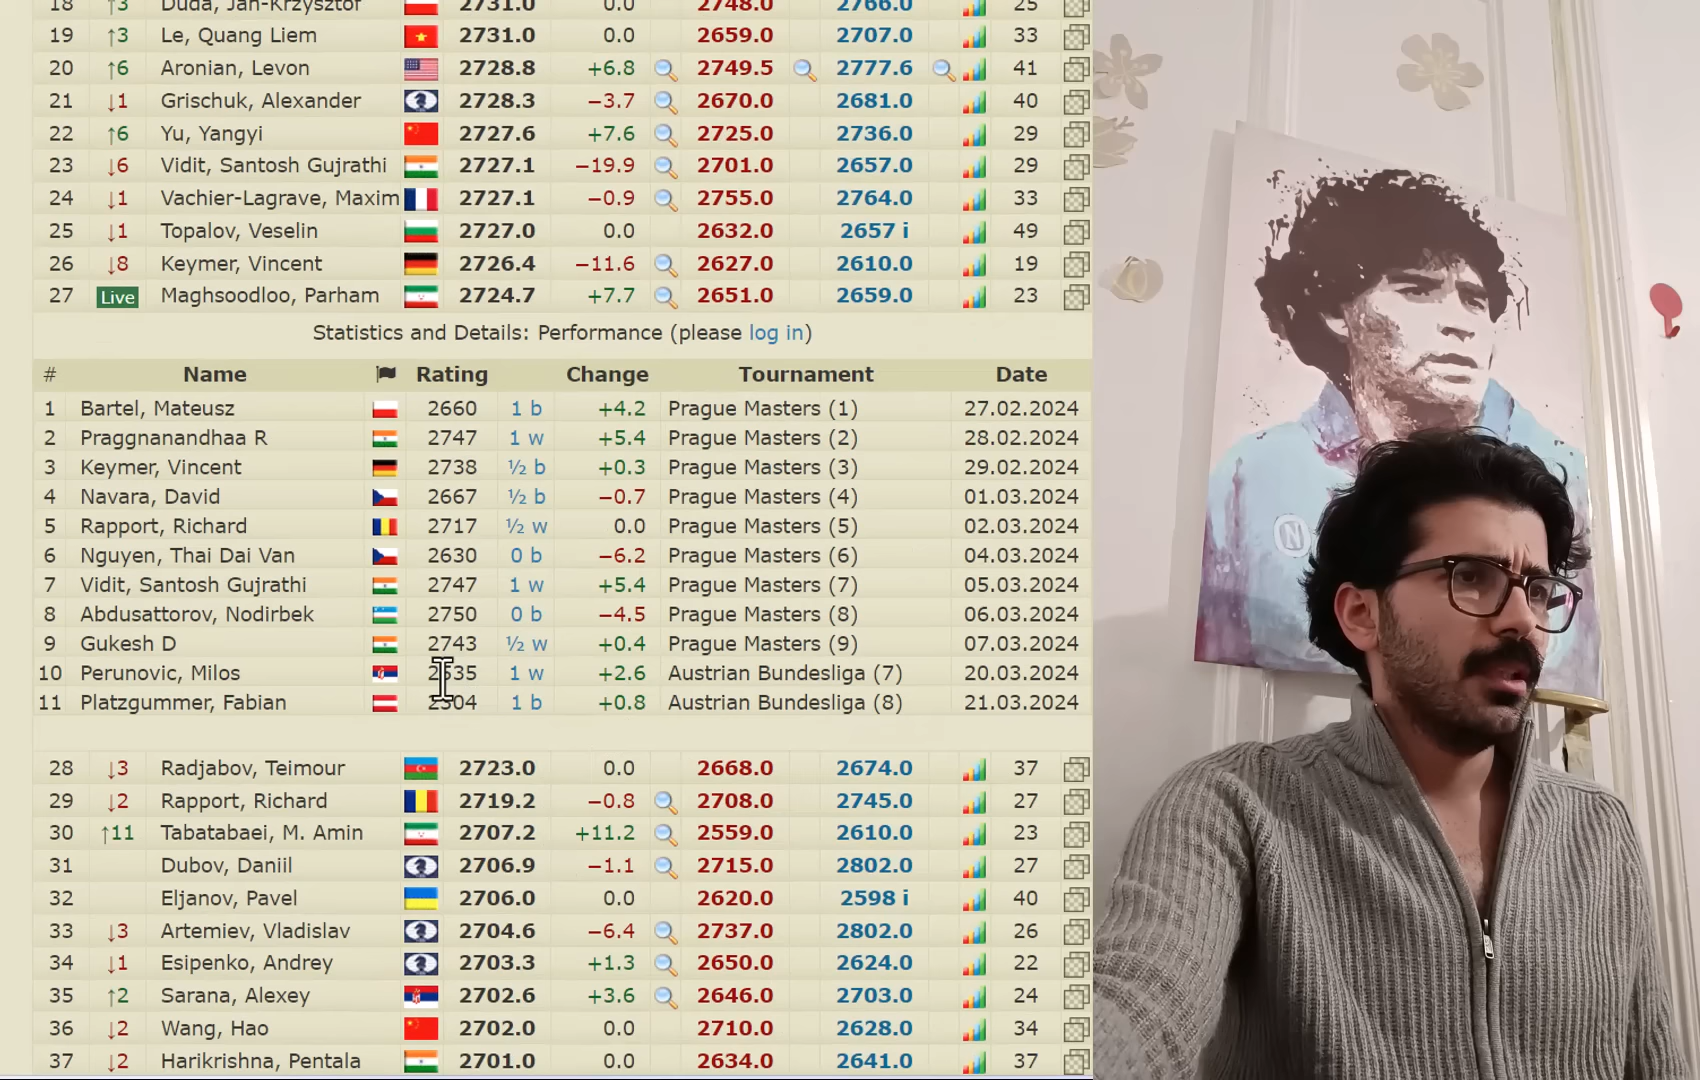 18 ↑3 Duda, Jan-Krzysztof 2731.0 0.0 2748.0 2766.0 25
19 ↑3 Le, Quang Liem 2731.0 0.0 2659.0 2707.0 33
20 ↑6 Aronian, Levon 2728.8 +6.8 2749.5 2777.6 41
21 ↓1 Grischuk, Alexander 2728.3 −3.7 2670.0 2681.0 40
22 ↑6 Yu, Yangyi 2727.6 +7.6 2725.0 2736.0 29
23 ↓6 Vidit, Santosh Gujrathi 2727.1 −19.9 2701.0 2657.0 29
24 ↓1 Vachier-Lagrave, Maxim 2727.1 −0.9 2755.0 2764.0 33
25 ↓1 Topalov, Veselin 2727.0 0.0 2632.0 2657 i 49
26 ↓8 Keymer, Vincent 2726.4 −11.6 2627.0 2610.0 19
27 Live Maghsoodloo, Parham 2724.7 +7.7 2651.0 2659.0 23
Statistics and Details: Performance (please log in)
# Name Rating Change Tournament Date
1 Bartel, Mateusz 2660 1 b +4.2 Prague Masters (1) 27.02.2024
2 Praggnanandhaa R 2747 1 w +5.4 Prague Masters (2) 28.02.2024
3 Keymer, Vincent 2738 ½ b +0.3 Prague Masters (3) 29.02.2024
4 Navara, David 2667 ½ b −0.7 Prague Masters (4) 01.03.2024
5 Rapport, Richard 2717 ½ w 0.0 Prague Masters (5) 02.03.2024
6 Nguyen, Thai Dai Van 2630 0 b −6.2 Prague Masters (6) 04.03.2024
7 Vidit, Santosh Gujrathi 2747 1 w +5.4 Prague Masters (7) 05.03.2024
8 Abdusattorov, Nodirbek 2750 0 b −4.5 Prague Masters (8) 06.03.2024
9 Gukesh D 2743 ½ w +0.4 Prague Masters (9) 07.03.2024
10 Perunovic, Milos 1 w +2.6 Austrian Bundesliga (7) 20.03.2024
11 Platzgummer, Fabian 1 b +0.8 Austrian Bundesliga (8) 21.03.2024
28 ↓3 Radjabov, Teimour 2723.0 0.0 2668.0 2674.0 37
29 ↓2 Rapport, Richard 2719.2 −0.8 2708.0 2745.0 27
30 ↑11 Tabatabaei, M. Amin 2707.2 +11.2 2559.0 2610.0 23
31 Dubov, Daniil 2706.9 −1.1 2715.0 2802.0 27
32 Eljanov, Pavel 2706.0 0.0 2620.0 2598 i 40
33 ↓3 Artemiev, Vladislav 2704.6 −6.4 2737.0 2802.0 26
34 ↓1 Esipenko, Andrey 2703.3 +1.3 2650.0 2624.0 22
35 ↑2 Sarana, Alexey 2702.6 +3.6 2646.0 2703.0 24
36 ↓2 Wang, Hao 2702.0 0.0 2710.0 2628.0 34
37 ↓2 Harikrishna, Pentala 2701.0 0.0 2634.0 2641.0 37
N